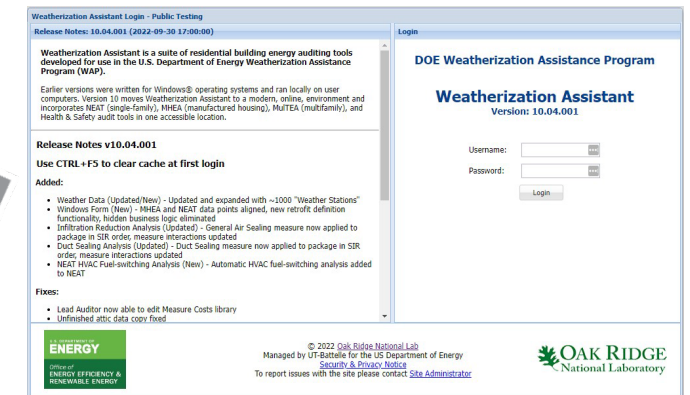 Weatherization Assistant Login - Public Testing
Release Notes: 10.04.001 (2022-09-30 17:00:00)
Weatherization Assistant is a suite of residential building energy auditing tools
developed for use in the U.S. Department of Energy Weatherization Assistance
Program (WAP).
Earlier versions were written for Windows® operating systems and ran locally on user
computers. Version 10 moves Weatherization Assistant to a modern, online, environment and
incorporates NEAT (single-family), MHEA (manufactured housing), MulTEA (multifamily), and
Health & Safety audit tools in one accessible location.
Release Notes v10.04.001
Use CTRL+F5 to clear cache at first login
Added:
• Weather Data (Updated/New) - Updated and expanded with ~1000 "Weather Stations"
• Windows Form (New) - MHEA and NEAT data points aligned, new retrofit definition
functionality, hidden business logic eliminated
• Infiltration Reduction Analysis (Updated) - General Air Sealing measure now applied to
package in SIR order, measure interactions updated
• Duct Sealing Analysis (Updated) - Duct Sealing measure now applied to package in SIR
order, measure interactions updated
• NEAT HVAC Fuel-switching Analysis (New) - Automatic HVAC fuel-switching analysis added
to NEAT
Fixes:
• Lead Auditor now able to edit Measure Costs library
• Unfinished attic data copy fixed
Login
DOE Weatherization Assistance Program
Weatherization Assistant
Version: 10.04.001
Username:
Password:
Login
U.S. DEPARTMENT OF
ENERGY
Office of
ENERGY EFFICIENCY &
RENEWABLE ENERGY
© 2022 Oak Ridge National Lab
Managed by UT-Battelle for the US Department of Energy
Security & Privacy Notice
To report issues with the site please contact Site Administrator
OAK RIDGE
National Laboratory